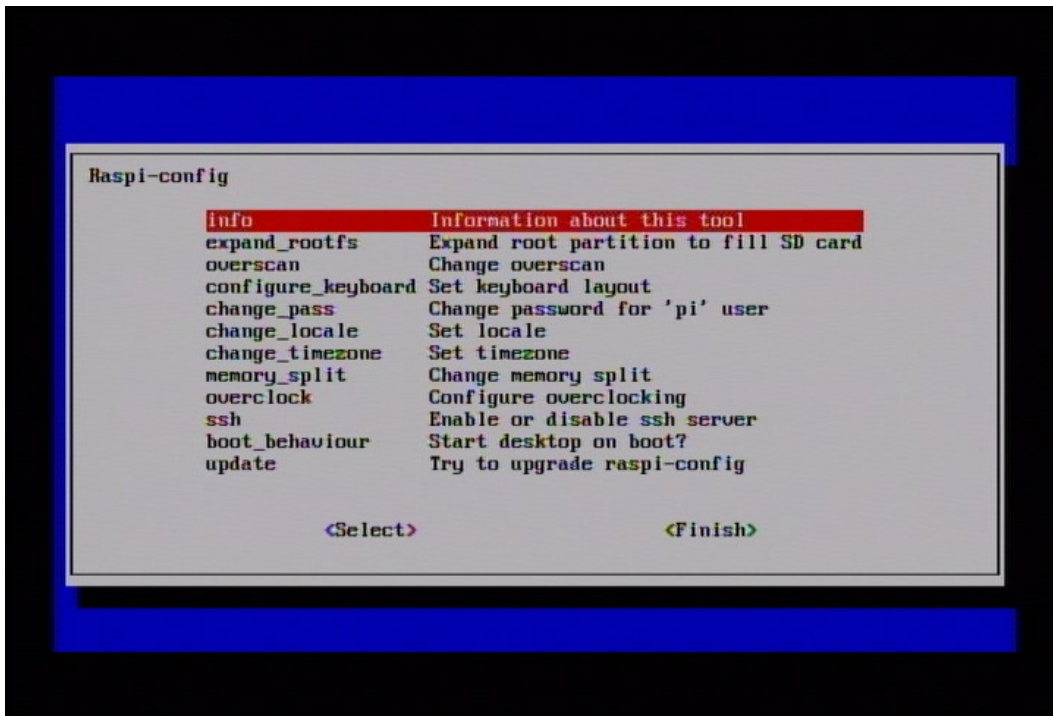 Raspi-config
info Information about this tool
expand_rootfs Expand root partition to fill SD card
overscan Change overscan
configure_keyboard Set keyboard layout
change_pass Change password for 'pi' user
change_locale Set locale
change_timezone Set timezone
memory_split Change memory split
overclock Configure overclocking
ssh Enable or disable ssh server
boot_behaviour Start desktop on boot?
update Try to upgrade raspi-config
<Select> <Finish>